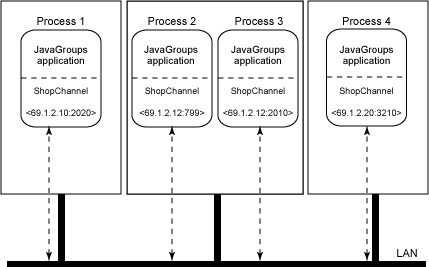 Process 1
Process 2
Process 3
Process 4
JavaGroups
application
JavaGroups
application
JavaGroups
application
JavaGroups
application
ShopChannel
ShopChannel
ShopChannel
ShopChannel
<69.1.2.10:2020>
<69.1.2.12:799>
<69.1.2.12:2010>
<69.1.2.20:3210>
LAN